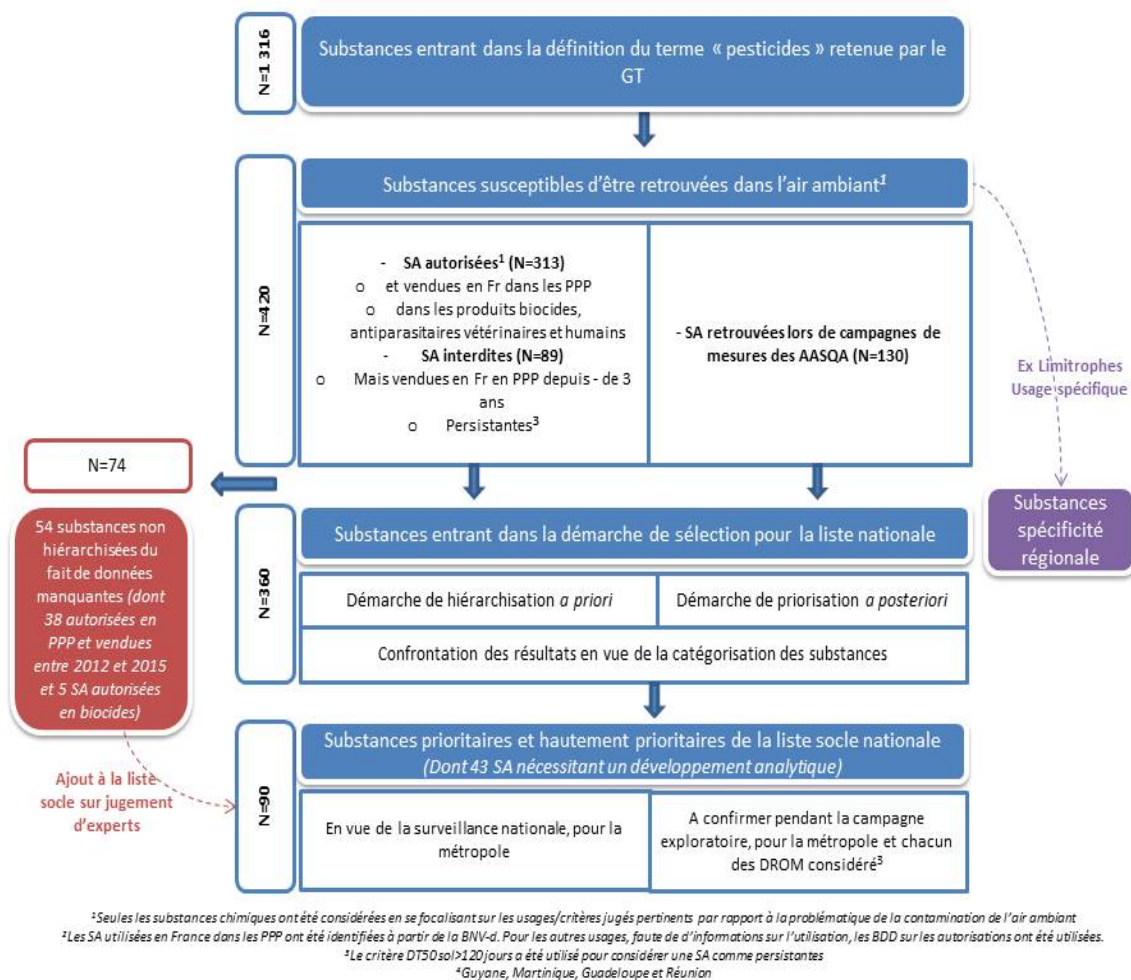 N=1 316
Substances entrant dans la définition du terme « pesticides » retenue par le
GT
N=420
Substances susceptibles d'être retrouvées dans l'air ambiant¹
- SA autorisées¹ (N=313)
o et vendues en Fr dans les PPP
o dans les produits biocides,
antiparasitaires vétérinaires et humains
- SA interdites (N=89)
o Mais vendues en Fr en PPP depuis - de 3
ans
o Persistantes³
- SA retrouvées lors de campagnes de
mesures des AASQA (N=130)
Ex Limitrophes
Usage spécifique
Substances
spécificité
régionale
N=74
54 substances non
hiérarchisées du
fait de données
manquantes (dont
38 autorisées en
PPP et vendues
entre 2012 et 2015
et 5 SA autorisées
en biocides)
Ajout à la liste
socle sur jugement
d'experts
N=360
Substances entrant dans la démarche de sélection pour la liste nationale
Démarche de hiérarchisation a priori
Démarche de priorisation a posteriori
Confrontation des résultats en vue de la catégorisation des substances
N=90
Substances prioritaires et hautement prioritaires de la liste socle nationale
(Dont 43 SA nécessitant un développement analytique)
En vue de la surveillance nationale, pour la
métropole
A confirmer pendant la campagne
exploratoire, pour la métropole et chacun
des DROM considéré³
¹Seules les substances chimiques ont été considérées en se focalisant sur les usages/critères jugés pertinents par rapport à la problématique de la contamination de l'air ambiant
²Les SA utilisées en France dans les PPP ont été identifiées à partir de la BNV-d. Pour les autres usages, faute de d'informations sur l'utilisation, les BDD sur les autorisations ont été utilisées.
³Le critère DT50 sol>120 jours a été utilisé pour considérer une SA comme persistantes
⁴Guyane, Martinique, Guadeloupe et Réunion